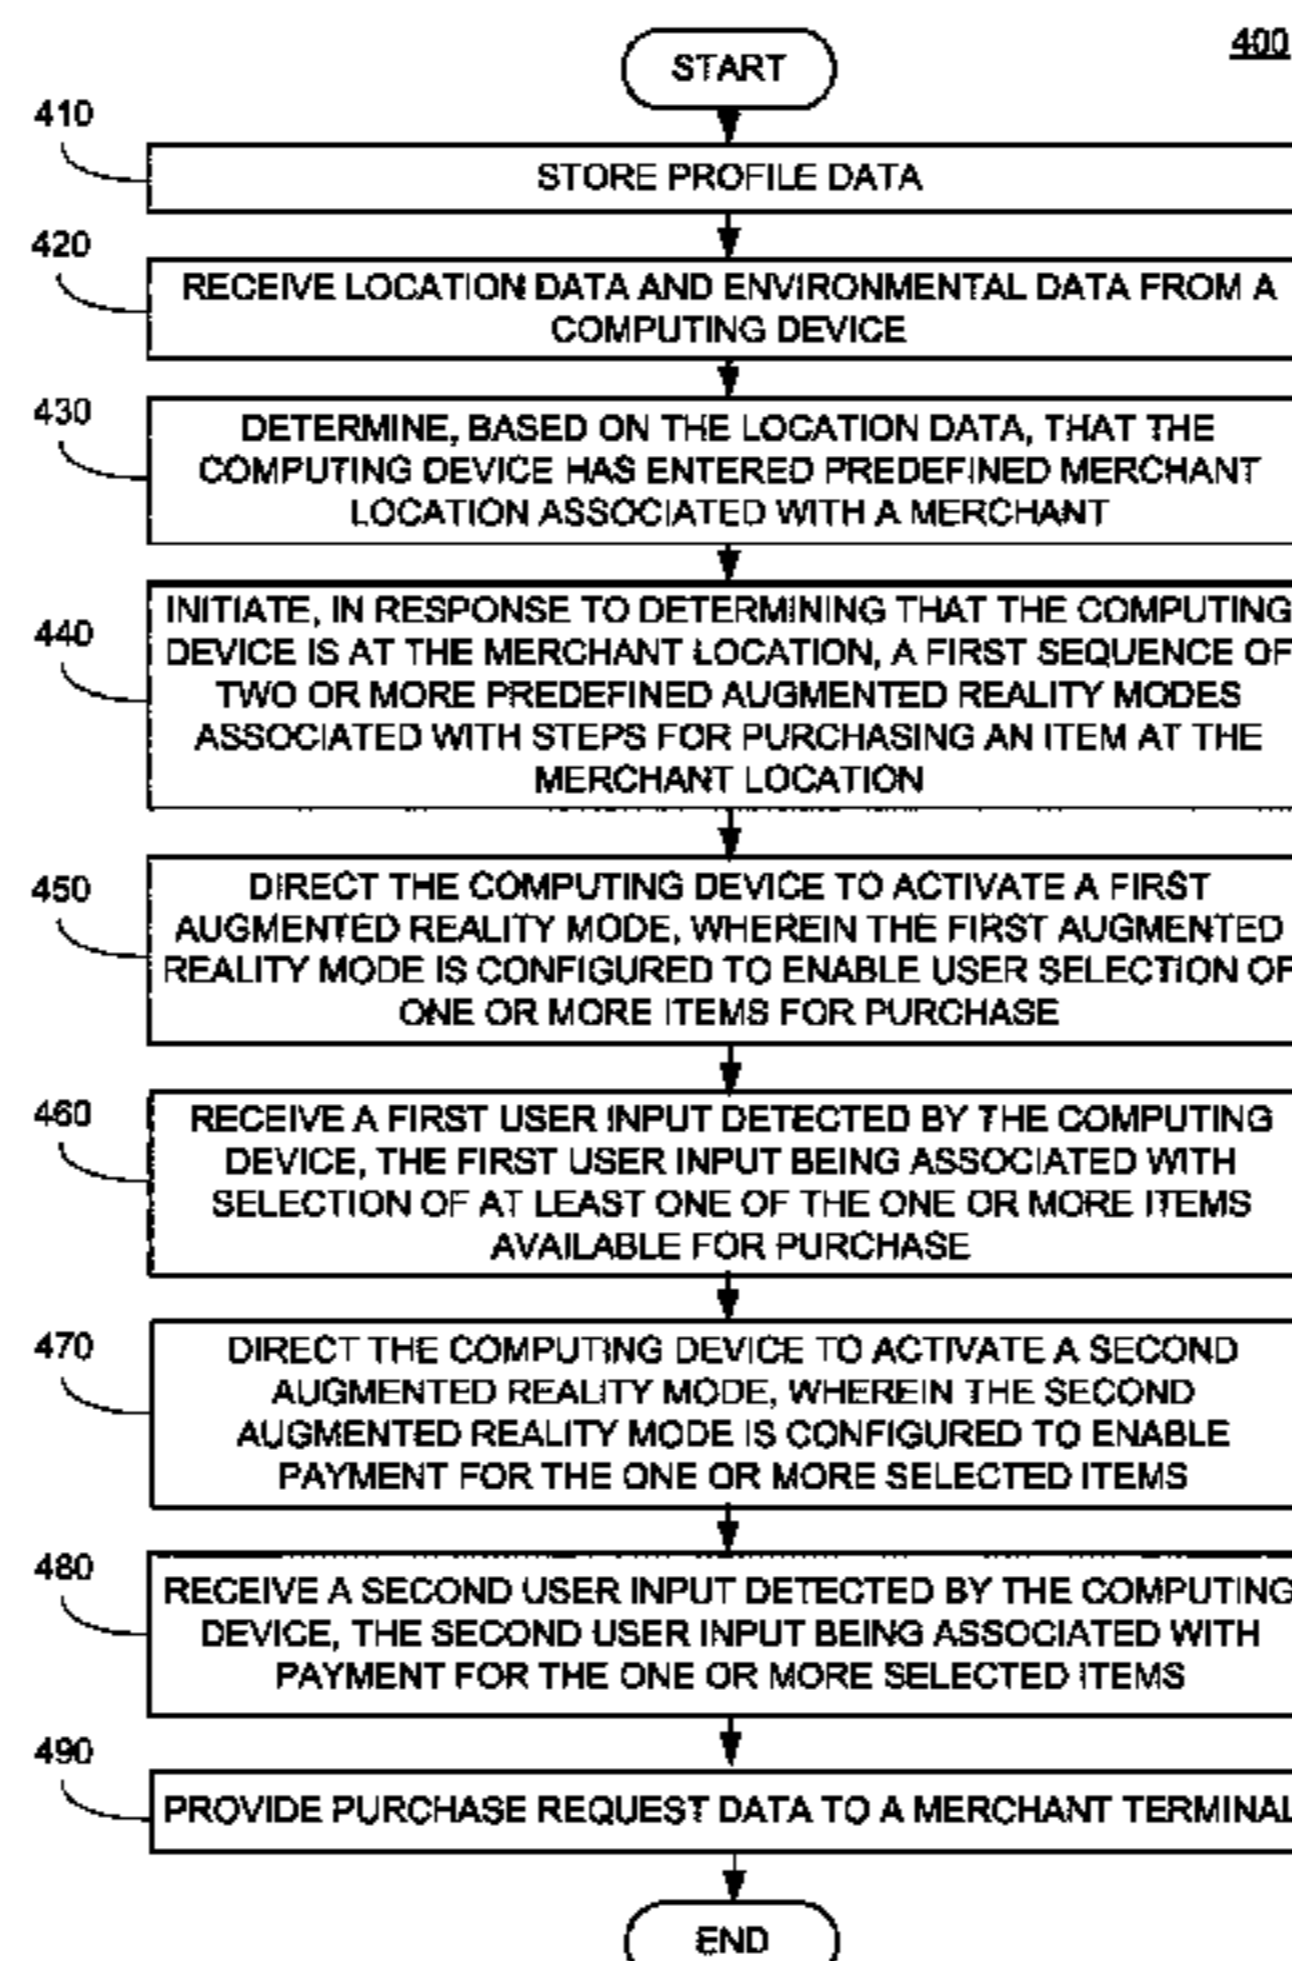 400
START
410
STORE PROFILE DATA
420
RECEIVE LOCATION DATA AND ENVIRONMENTAL DATA FROM A
COMPUTING DEVICE
430
DETERMINE, BASED ON THE LOCATION DATA, THAT THE
COMPUTING DEVICE HAS ENTERED PREDEFINED MERCHANT
LOCATION ASSOCIATED WITH A MERCHANT
440
INITIATE, IN RESPONSE TO DETERMINING THAT THE COMPUTING
DEVICE IS AT THE MERCHANT LOCATION, A FIRST SEQUENCE OF
TWO OR MORE PREDEFINED AUGMENTED REALITY MODES
ASSOCIATED WITH STEPS FOR PURCHASING AN ITEM AT THE
MERCHANT LOCATION
450
DIRECT THE COMPUTING DEVICE TO ACTIVATE A FIRST
AUGMENTED REALITY MODE, WHEREIN THE FIRST AUGMENTED
REALITY MODE IS CONFIGURED TO ENABLE USER SELECTION OF
ONE OR MORE ITEMS FOR PURCHASE
460
RECEIVE A FIRST USER INPUT DETECTED BY THE COMPUTING
DEVICE, THE FIRST USER INPUT BEING ASSOCIATED WITH
SELECTION OF AT LEAST ONE OF THE ONE OR MORE ITEMS
AVAILABLE FOR PURCHASE
470
DIRECT THE COMPUTING DEVICE TO ACTIVATE A SECOND
AUGMENTED REALITY MODE, WHEREIN THE SECOND
AUGMENTED REALITY MODE IS CONFIGURED TO ENABLE
PAYMENT FOR THE ONE OR MORE SELECTED ITEMS
480
RECEIVE A SECOND USER INPUT DETECTED BY THE COMPUTING
DEVICE, THE SECOND USER INPUT BEING ASSOCIATED WITH
PAYMENT FOR THE ONE OR MORE SELECTED ITEMS
490
PROVIDE PURCHASE REQUEST DATA TO A MERCHANT TERMINAL
END